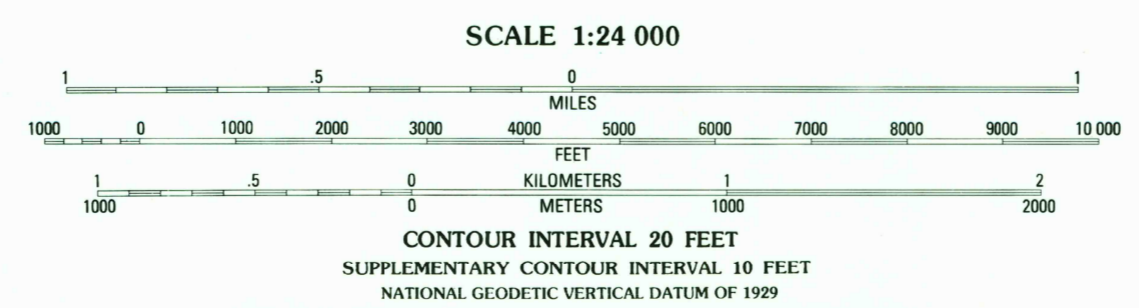 SCALE 1:24 000
1 .5 0 1
MILES
1000 0 1000 2000 3000 4000 5000 6000 7000 8000 9000 10 000
FEET
1 .5 0 KILOMETERS 1 2
1000 0 METERS 1000 2000
CONTOUR INTERVAL 20 FEET
SUPPLEMENTARY CONTOUR INTERVAL 10 FEET
NATIONAL GEODETIC VERTICAL DATUM OF 1929